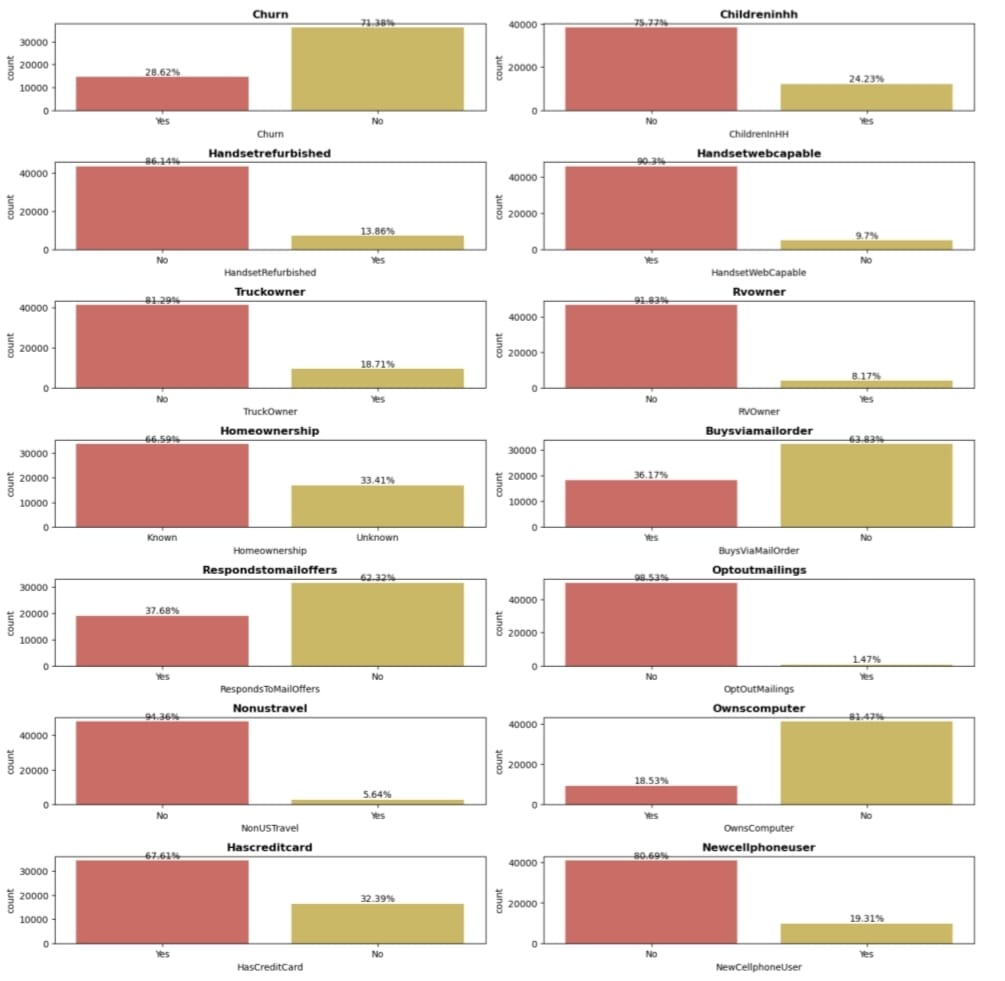 Churn
71.38%
28.62%
30000
20000
10000
0
count
Yes
No
Churn
Childreninhh
75.77%
24.23%
40000
20000
0
count
No
Yes
ChildrenInHH
Handsetrefurbished
86.14%
13.86%
40000
20000
0
count
No
Yes
HandsetRefurbished
Handsetwebcapable
90.3%
9.7%
40000
20000
0
count
Yes
No
HandsetWebCapable
Truckowner
81.29%
18.71%
40000
20000
0
count
No
Yes
TruckOwner
Rvowner
91.83%
8.17%
40000
20000
0
count
No
Yes
RVOwner
Homeownership
66.59%
33.41%
30000
20000
10000
0
count
Known
Unknown
Homeownership
Buysviamailorder
63.83%
36.17%
30000
20000
10000
0
count
Yes
No
BuysViaMailOrder
Respondstomailoffers
62.32%
37.68%
30000
20000
10000
0
count
Yes
No
RespondsToMailOffers
Optoutmailings
98.53%
1.47%
40000
20000
0
count
No
Yes
OptOutMailings
Nonustravel
94.36%
5.64%
40000
20000
0
count
No
Yes
NonUSTravel
Ownscomputer
81.47%
18.53%
40000
20000
0
count
Yes
No
OwnsComputer
Hascreditcard
67.61%
32.39%
30000
20000
10000
0
count
Yes
No
HasCreditCard
Newcellphoneuser
80.69%
19.31%
40000
20000
0
count
No
Yes
NewCellphoneUser